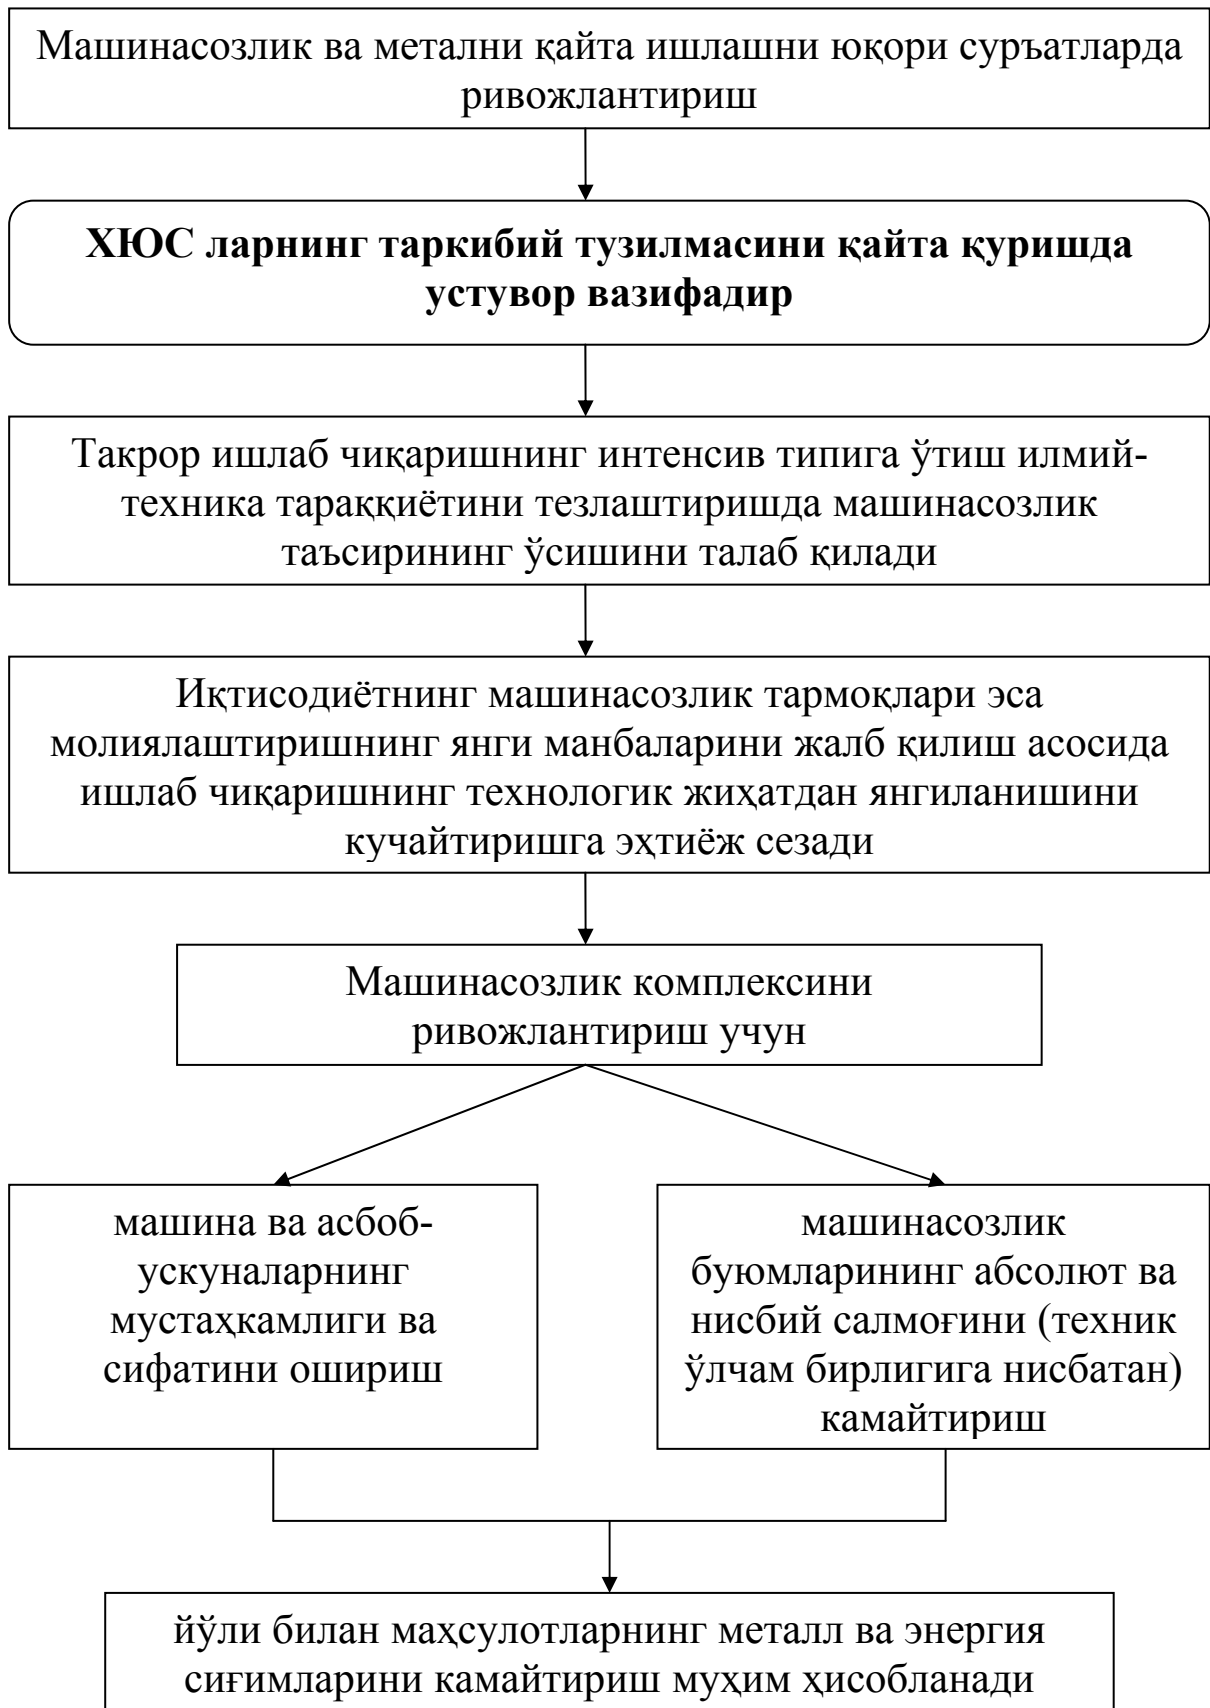 Машинасозлик ва метални қайта ишлашни юқори суръатларда
ривожлантириш
ХЮС ларнинг таркибий тузилмасини қайта қуришда
устувор вазифадир
Такрор ишлаб чиқаришнинг интенсив типига ўтиш илмий-
техника тараққиётини тезлаштиришда машинасозлик
таъсирининг ўсишини талаб қилади
Иқтисодиётнинг машинасозлик тармоқлари эса
молиялаштиришнинг янги манбаларини жалб қилиш асосида
ишлаб чиқаришнинг технологик жиҳатдан янгиланишини
кучайтиришга эҳтиёж сезади
Машинасозлик комплексини
ривожлантириш учун
машина ва асбоб-
ускуналарнинг
мустаҳкамлиги ва
сифатини ошириш
машинасозлик
буюмларининг абсолют ва
нисбий салмоғини (техник
ўлчам бирлигига нисбатан)
камайтириш
йўли билан маҳсулотларнинг металл ва энергия
сиғимларини камайтириш муҳим ҳисобланади